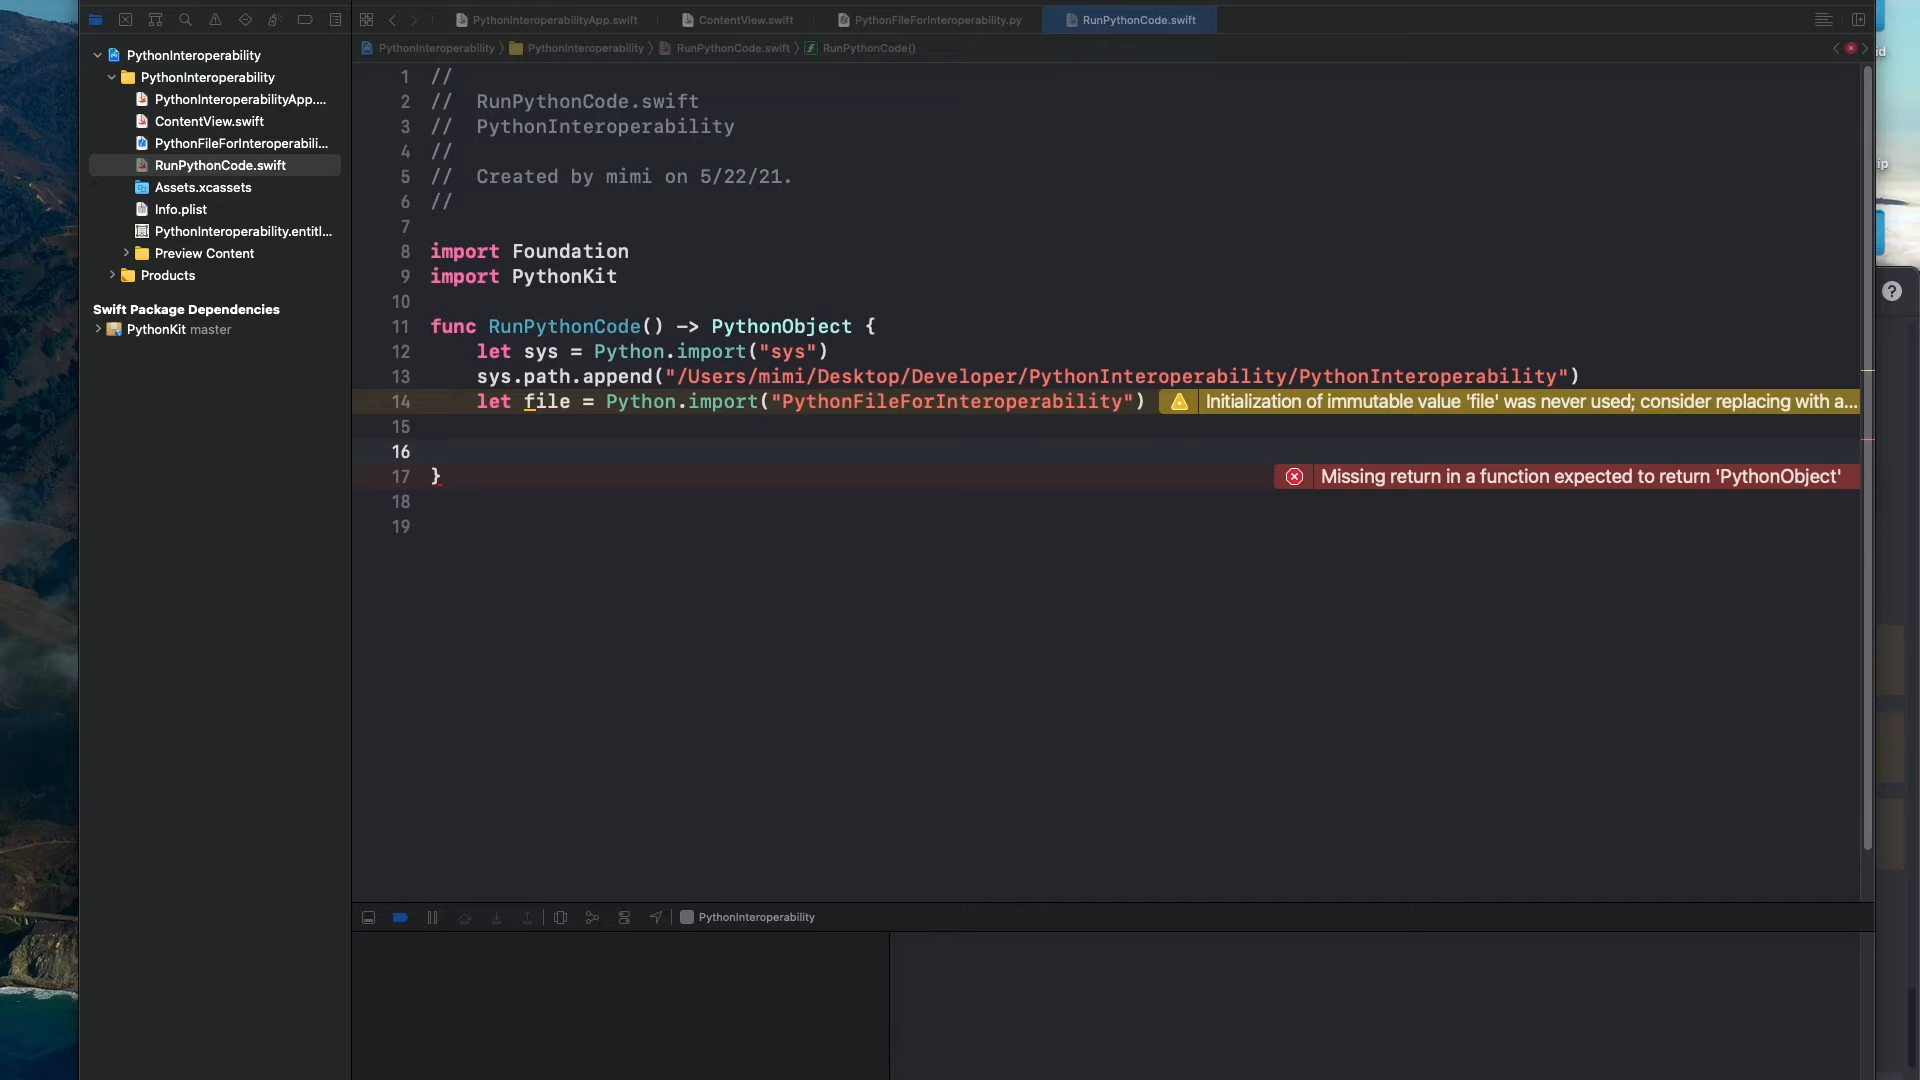 PythonInteroperabilityApp.swift
ContentView.swift
PythonFileForInteroperability.py
RunPythonCode.swift
PythonInteroperability
PythonInteroperability
RunPythonCode.swift
RunPythonCode()
PythonInteroperability
PythonInteroperability
PythonInteroperabilityApp....
ContentView.swift
PythonFileForInteroperabili...
RunPythonCode.swift
Assets.xcassets
Info.plist
PythonInteroperability.entitl...
Preview Content
Products
Swift Package Dependencies
PythonKit master
1 //
2 // RunPythonCode.swift
3 // PythonInteroperability
4 //
5 // Created by mimi on 5/22/21.
6 //
7
8 import Foundation
9 import PythonKit
10
11 func RunPythonCode() -> PythonObject {
12 let sys = Python.import("sys")
13 sys.path.append("/Users/mimi/Desktop/Developer/PythonInteroperability/PythonInteroperability")
14 let file = Python.import("PythonFileForInteroperability") Initialization of immutable value 'file' was never used; consider replacing with a...
15
16
17 } Missing return in a function expected to return 'PythonObject'
18
19
PythonInteroperability
id
ip
?